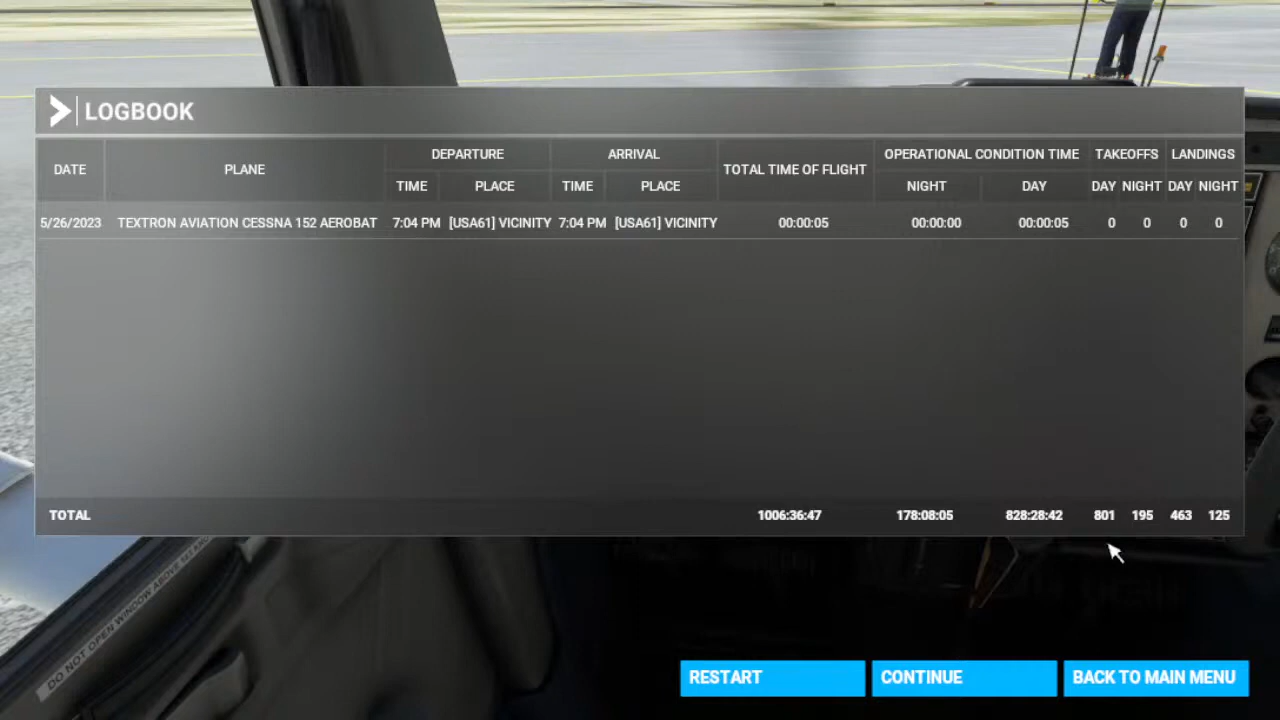 LOGBOOK
DATE PLANE DEPARTURE ARRIVAL TOTAL TIME OF FLIGHT OPERATIONAL CONDITION TIME TAKEOFFS LANDINGS
TIME PLACE TIME PLACE NIGHT DAY DAY NIGHT DAY NIGHT
5/26/2023 TEXTRON AVIATION CESSNA 152 AEROBAT 7:04 PM [USA61] VICINITY 7:04 PM [USA61] VICINITY 00:00:05 00:00:00 00:00:05 0 0 0 0
TOTAL 1006:36:47 178:08:05 828:28:42 801 195 463 125
DO NOT OPEN WINDOW ABOVE
RESTART CONTINUE BACK TO MAIN MENU